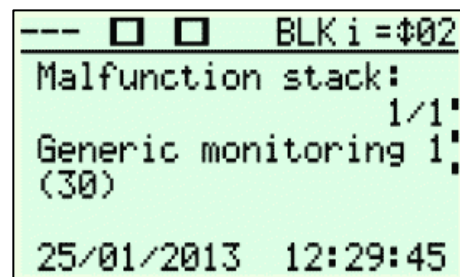 --- □ □ BLK i =$02
Malfunction stack:
1/1
Generic monitoring 1
(30)
25/01/2013 12:29:45